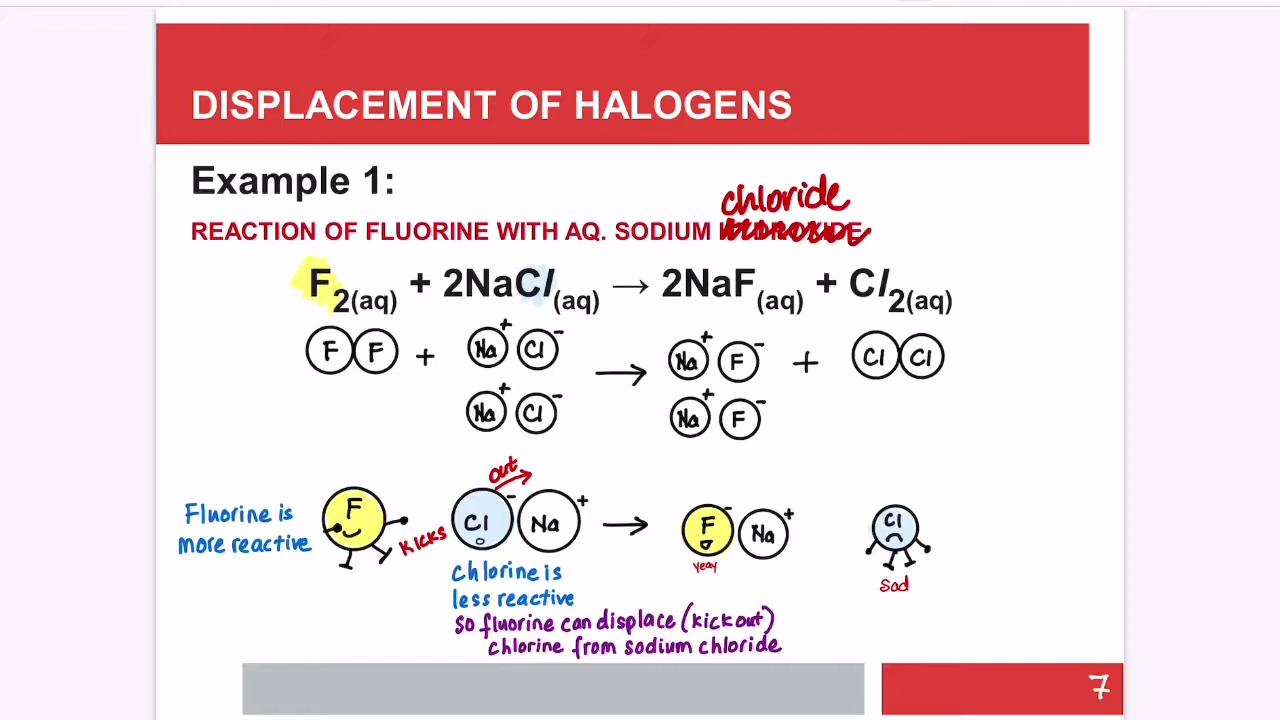 DISPLACEMENT OF HALOGENS
Example 1:
chloride
REACTION OF FLUORINE WITH AQ. SODIUM
F2(aq) + 2NaCl(aq) → 2NaF(aq) + Cl2(aq)
F F + Na+ Cl- → Na+ F- + Cl Cl
Na+ Cl- Na+ F-
out
Fluorine is
more reactive
F
kicks
Cl- Na+ → F- Na+
Cl
yeay
sad
Chlorine is
less reactive
so fluorine can displace (kick out)
chlorine from sodium chloride
7